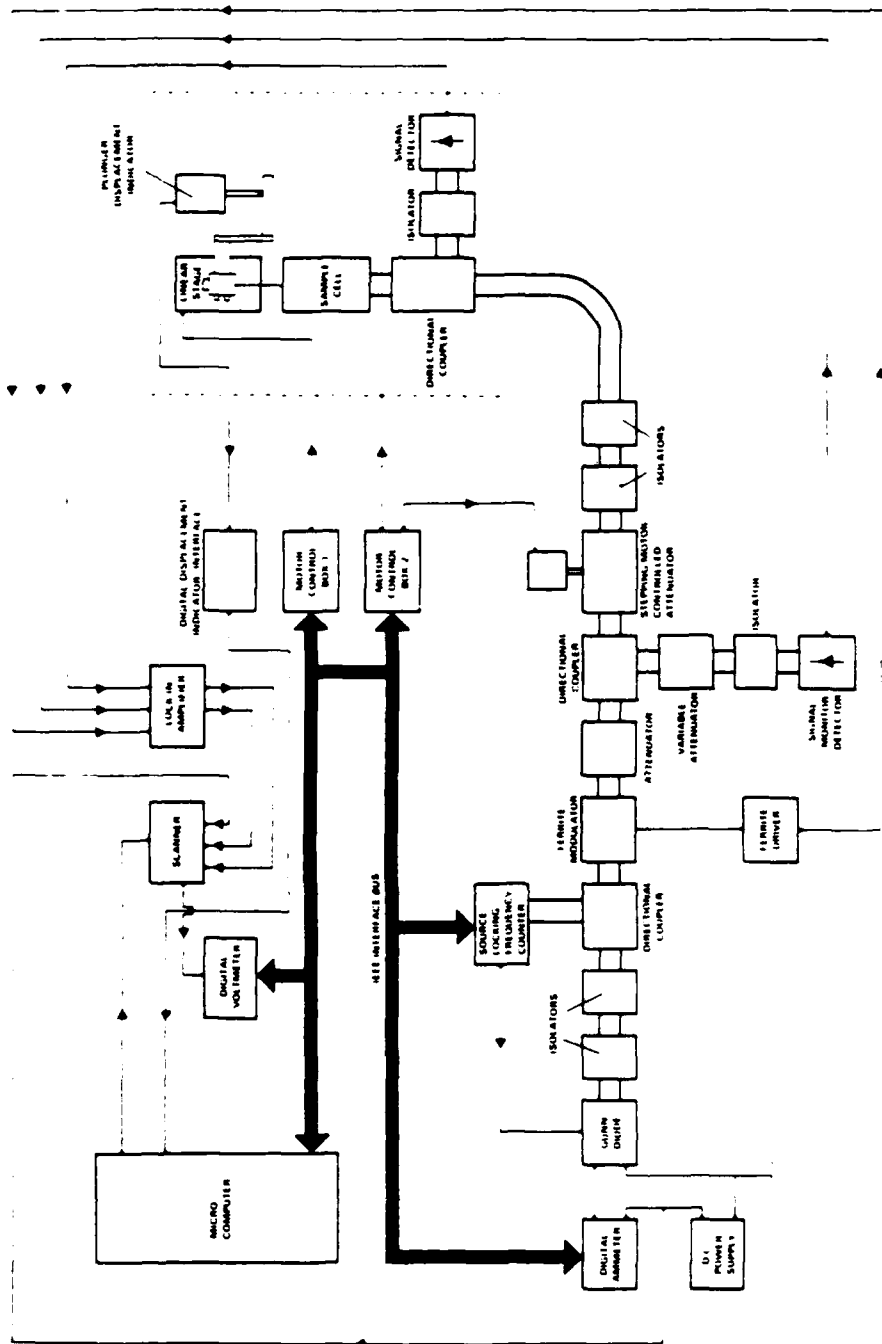 PLUNGER
DISPLACEMENT
INDICATOR
LINEAR
STAGE
SAMPLE
CELL
DIRECTIONAL
COUPLER
ISOLATOR
SIGNAL
DETECTOR
ISOLATORS
DIGITAL DISPLACEMENT
INDICATOR INTERFACE
MOTOR
CONTROL
BOX 1
MOTOR
CONTROL
BOX 2
STEPPING MOTOR
CONTROLLED
ATTENUATOR
LOCK IN
AMPLIFIER
DIRECTIONAL
COUPLER
VARIABLE
ATTENUATOR
ISOLATOR
SIGNAL
MONITOR
DETECTOR
ATTENUATOR
SCANNER
FERRITE
MODULATOR
FERRITE
DRIVER
IEEE INTERFACE BUS
DIGITAL
VOLTMETER
SOURCE
LOCKING
FREQUENCY
COUNTER
DIRECTIONAL
COUPLER
ISOLATORS
GUNN
DIODE
MICRO
COMPUTER
DIGITAL
AMMETER
DC
POWER
SUPPLY